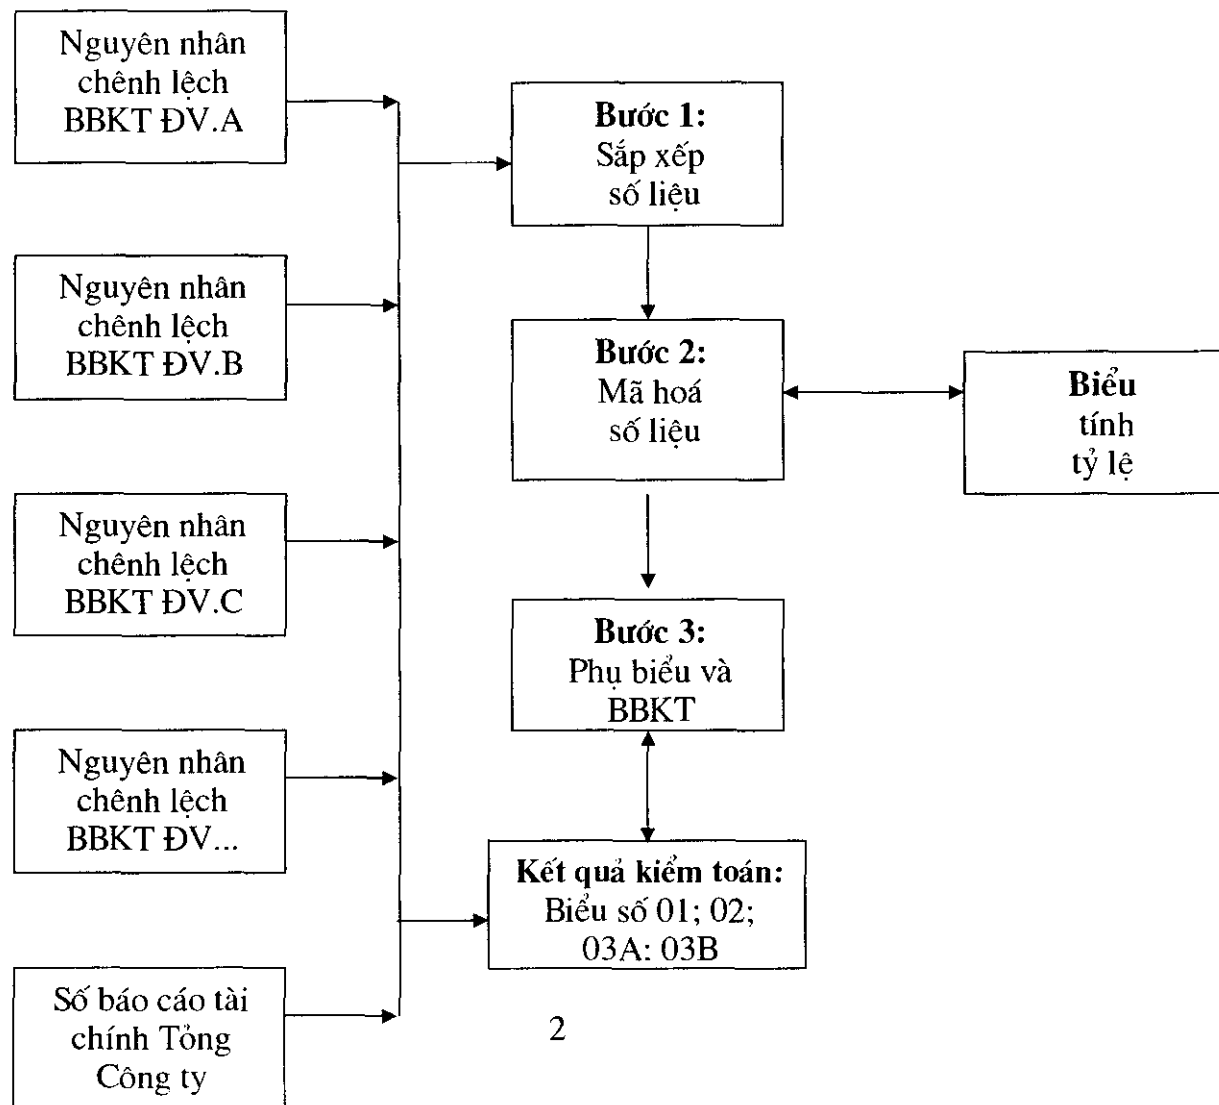 Nguyên nhân
chênh lệch
BBKT ĐV.A
Nguyên nhân
chênh lệch
BBKT ĐV.B
Nguyên nhân
chênh lệch
BBKT ĐV.C
Nguyên nhân
chênh lệch
BBKT ĐV...
Số báo cáo tài
chính Tổng
Công ty
Bước 1:
Sắp xếp
số liệu
Bước 2:
Mã hoá
số liệu
Biểu
tính
tỷ lệ
Bước 3:
Phụ biểu và
BBKT
Kết quả kiểm toán:
Biểu số 01; 02;
03A: 03B
2